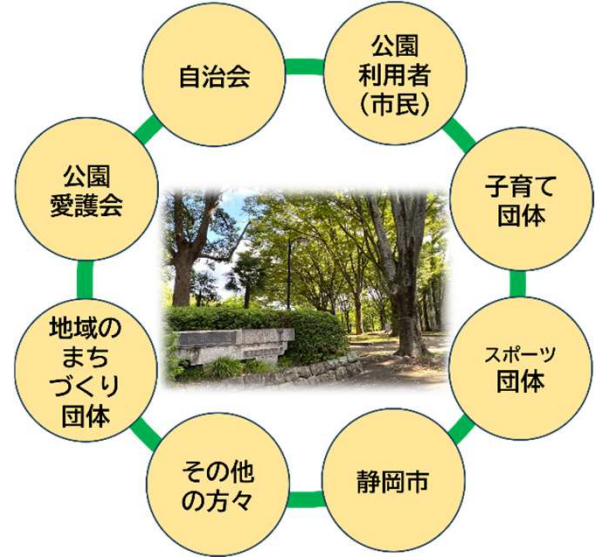 自治会
公園
利用者
（市民）
子育て
団体
スポーツ
団体
静岡市
その他
の方々
地域の
まち
づくり
団体
公園
愛護会